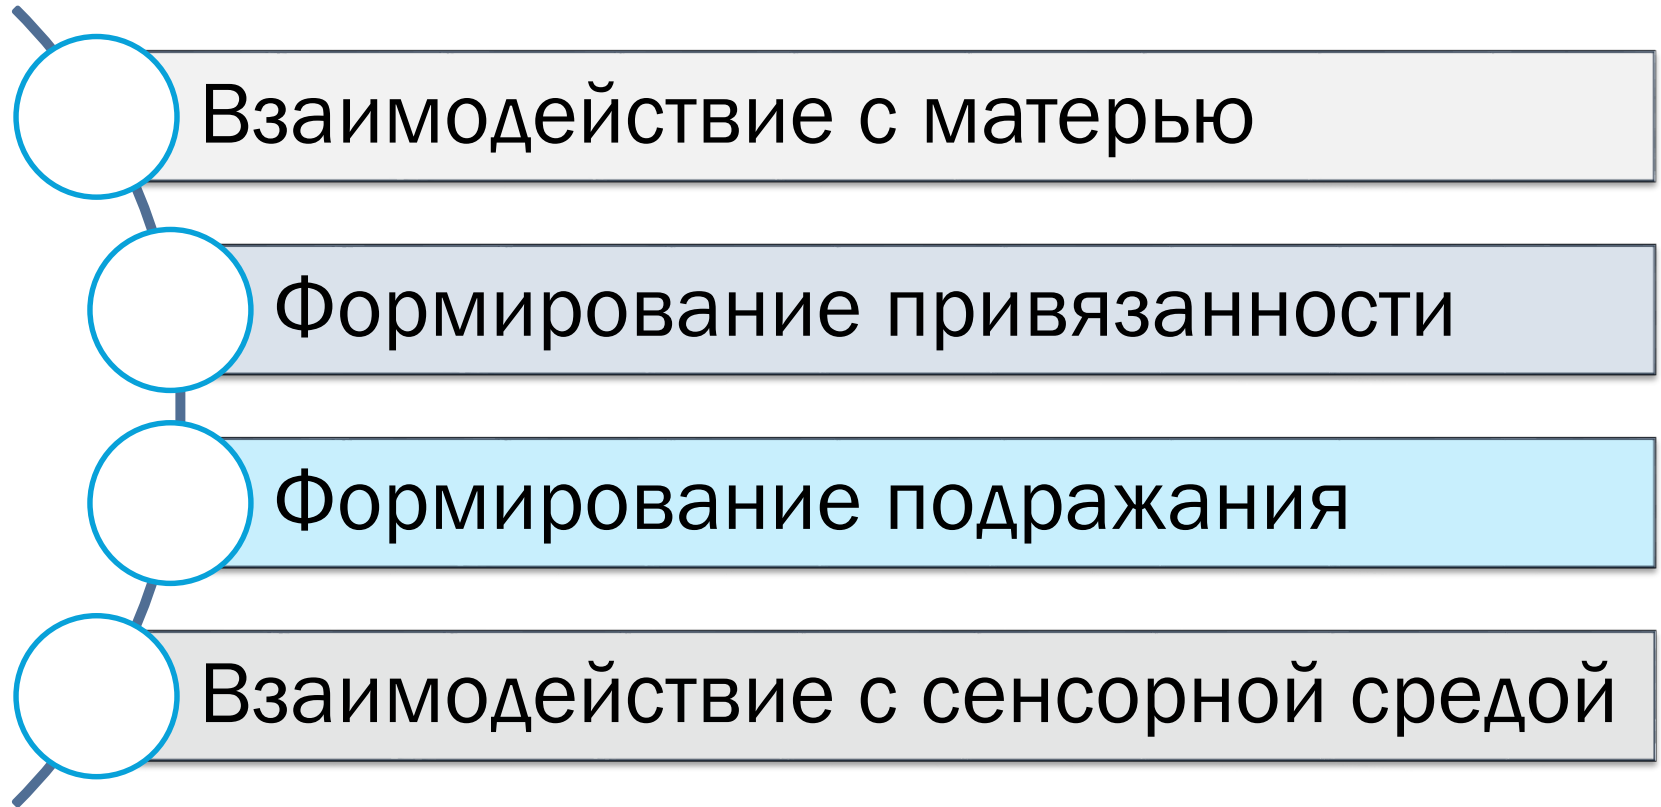 Взаимодействие с матерью
Формирование привязанности
Формирование подражания
Взаимодействие с сенсорной средой